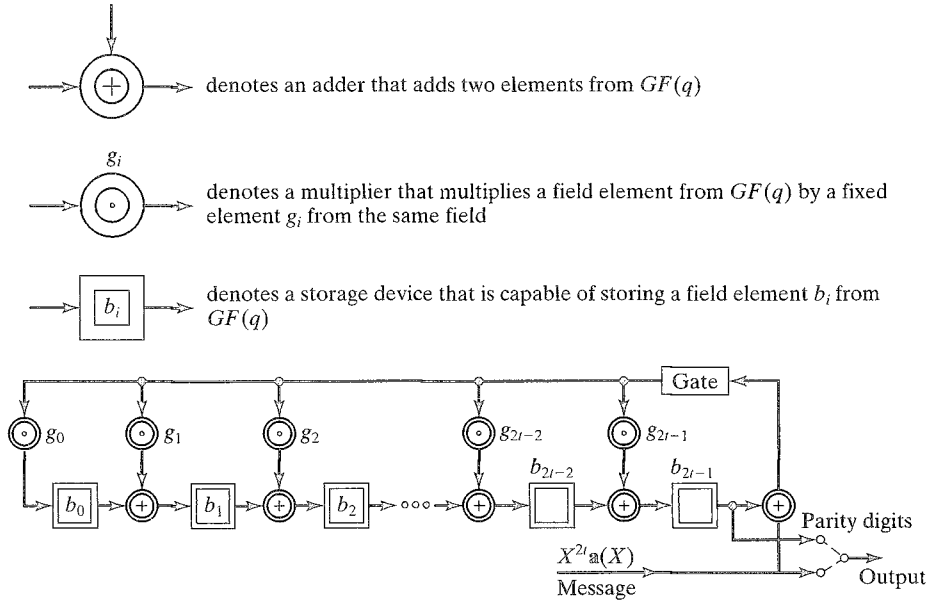 denotes an adder that adds two elements from GF(q)
g_i
denotes a multiplier that multiplies a field element from GF(q) by a fixed
element g_i from the same field
b_i
denotes a storage device that is capable of storing a field element b_i from
GF(q)
Gate
g_0 g_1 g_2 g_{2t-2} g_{2t-1}
b_{2t-2} b_{2t-1}
b_0 b_1 b_2
Parity digits
X^{2t}a(X)
Message
Output